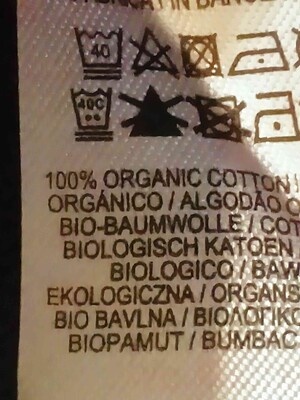 40
40C
100% ORGANIC COTTON
ORGÁNICO / ALGODÃO
BIO-BAUMWOLLE / COT
BIOLOGISCH KATOEN
BIOLOGICO / BAW
EKOLOGICZNA / ORGANS
BIO BAVLNA / ΒΙΟΛΟΓΙΚΟ
BIOPAMUT / BUMBAC